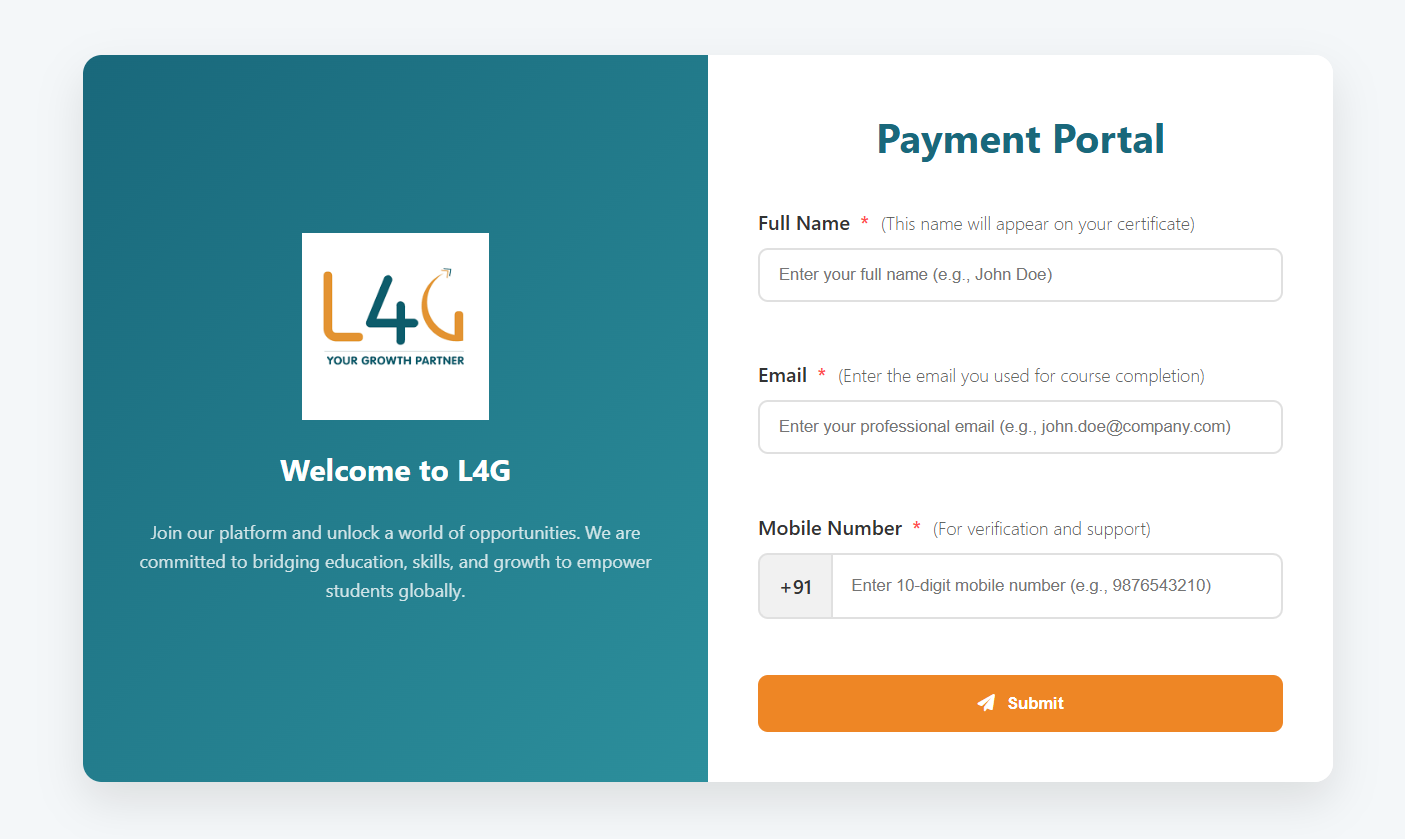 L4G
YOUR GROWTH PARTNER
Welcome to L4G
Join our platform and unlock a world of opportunities. We are
committed to bridging education, skills, and growth to empower
students globally.
Payment Portal
Full Name * (This name will appear on your certificate)
Enter your full name (e.g., John Doe)
Email * (Enter the email you used for course completion)
Enter your professional email (e.g., john.doe@company.com)
Mobile Number * (For verification and support)
+91 Enter 10-digit mobile number (e.g., 9876543210)
Submit